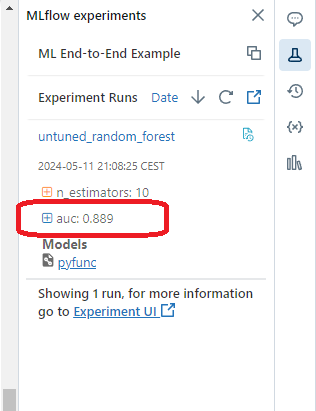 MLflow experiments
ML End-to-End Example
Experiment Runs Date
untuned_random_forest
2024-05-11 21:08:25 CEST
n_estimators: 10
auc: 0.889
Models
pyfunc
Showing 1 run, for more information
go to Experiment UI
{x}